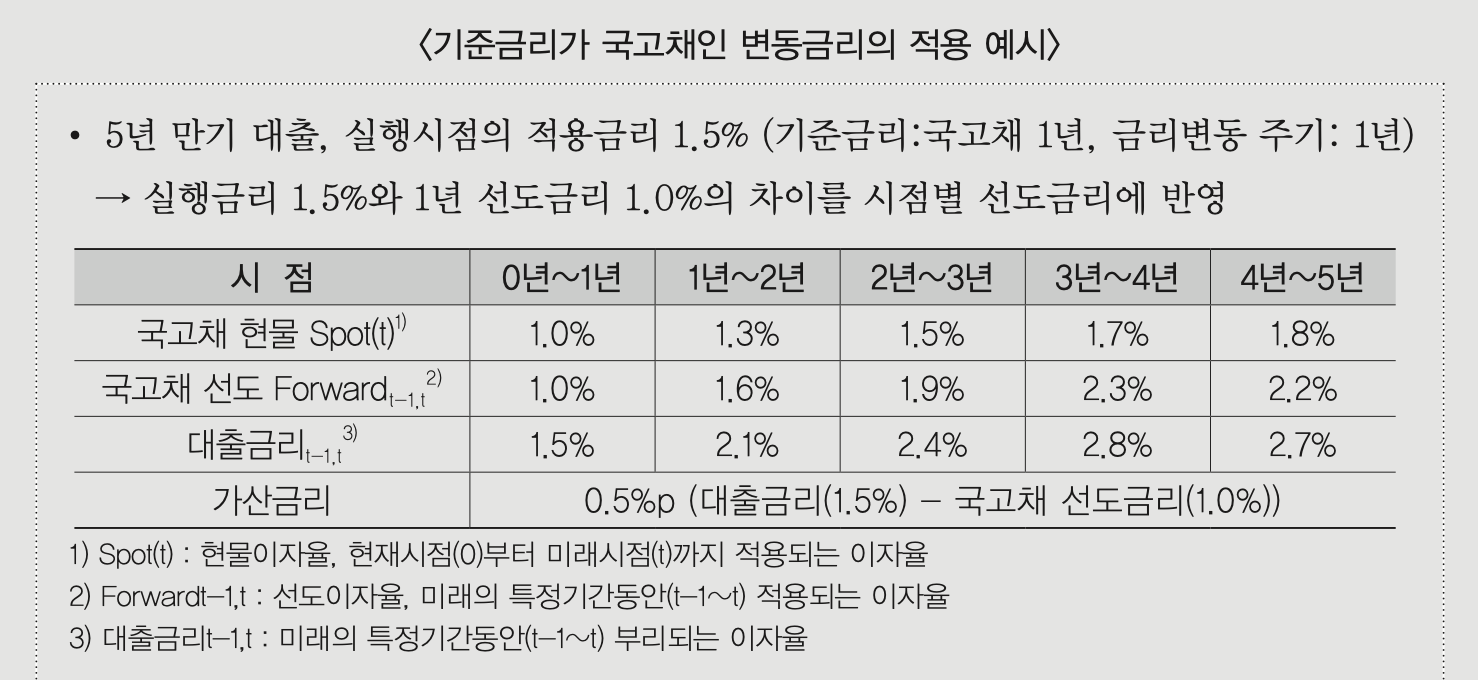 〈기준금리가 국고채인 변동금리의 적용 예시〉
• 5년 만기 대출, 실행시점의 적용금리 1.5% (기준금리:국고채 1년, 금리변동 주기: 1년)
→ 실행금리 1.5%와 1년 선도금리 1.0%의 차이를 시점별 선도금리에 반영
시 점 0년~1년 1년~2년 2년~3년 3년~4년 4년~5년
국고채 현물 Spot(t)1) 1.0% 1.3% 1.5% 1.7% 1.8%
국고채 선도 Forwardt-1,t2) 1.0% 1.6% 1.9% 2.3% 2.2%
대출금리t-1,t3) 1.5% 2.1% 2.4% 2.8% 2.7%
가산금리 0.5%p (대출금리(1.5%) - 국고채 선도금리(1.0%))
1) Spot(t) : 현물이자율, 현재시점(0)부터 미래시점(t)까지 적용되는 이자율
2) Forwardt-1,t : 선도이자율, 미래의 특정기간동안(t-1~t) 적용되는 이자율
3) 대출금리t-1,t : 미래의 특정기간동안(t-1~t) 부리되는 이자율